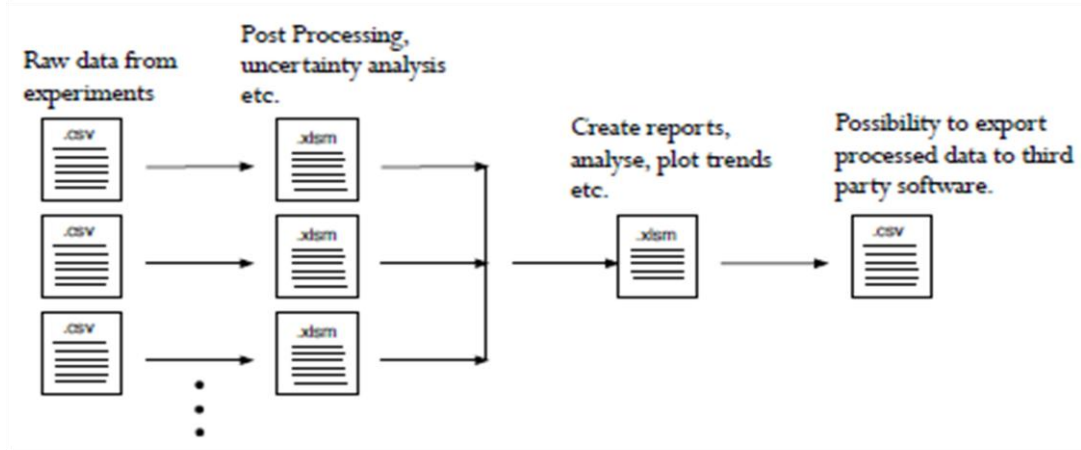 Raw data from
experiments
Post Processing,
uncertainty analysis
etc.
Create reports,
analyse, plot trends
etc.
Possibility to export
processed data to third
party software.
.csv
.xlsm
.csv
.xlsm
.xlsm
.csv
.csv
.xlsm